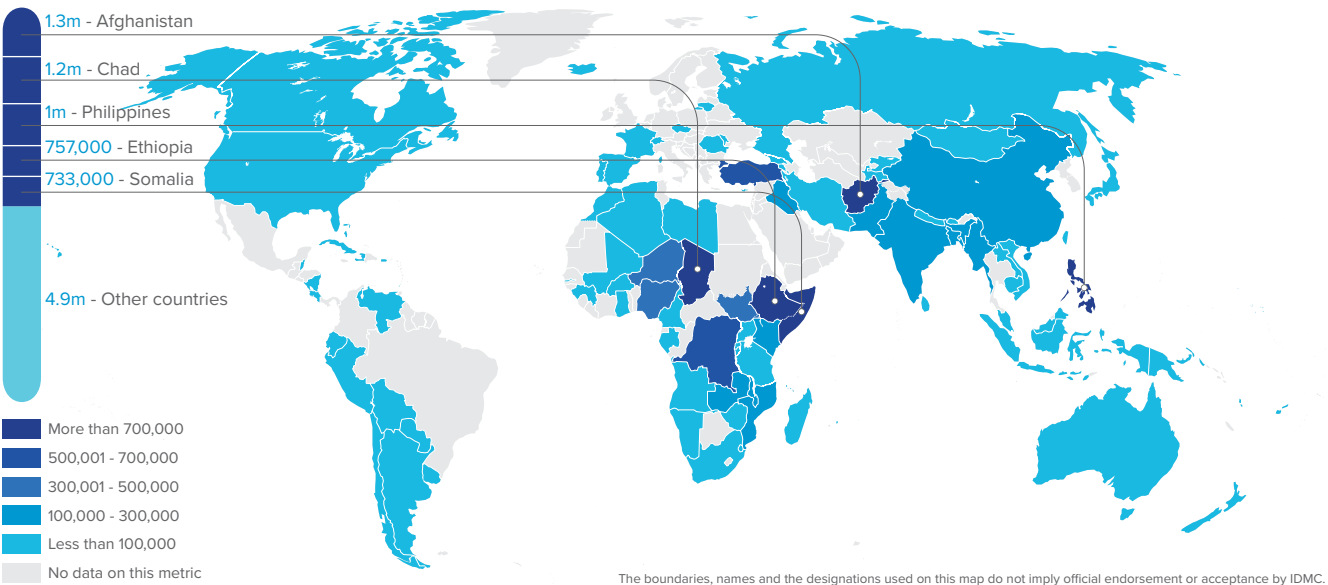 1.3m - Afghanistan
1.2m - Chad
1m - Philippines
757,000 - Ethiopia
733,000 - Somalia
4.9m - Other countries
More than 700,000
500,001 - 700,000
300,001 - 500,000
100,000 - 300,000
Less than 100,000
No data on this metric
The boundaries, names and the designations used on this map do not imply official endorsement or acceptance by IDMC.